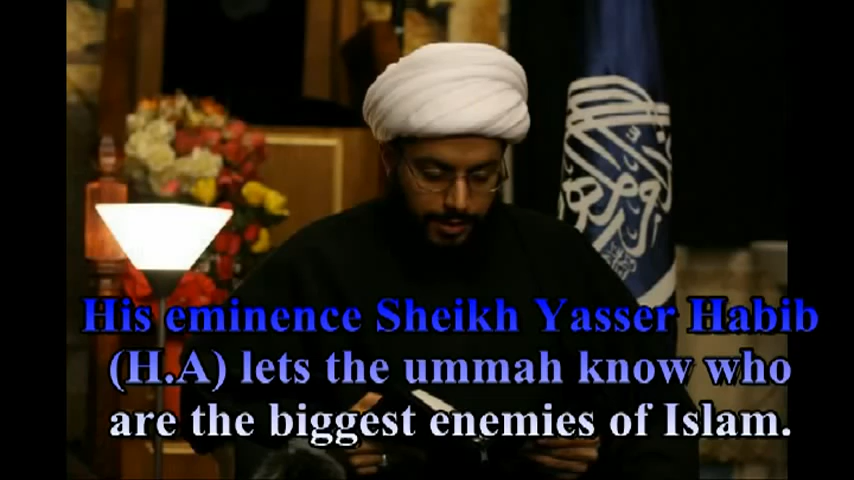 His eminence Sheikh Yasser Habib
(H.A) lets the ummah know who
are the biggest enemies of Islam.